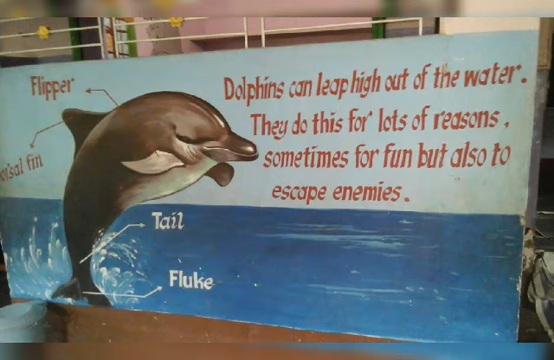 Flipper
Dolphins can leap high out of the water.
They do this for lots of reasons,
sometimes for fun but also to
escape enemies.
fin
Tail
Fluke